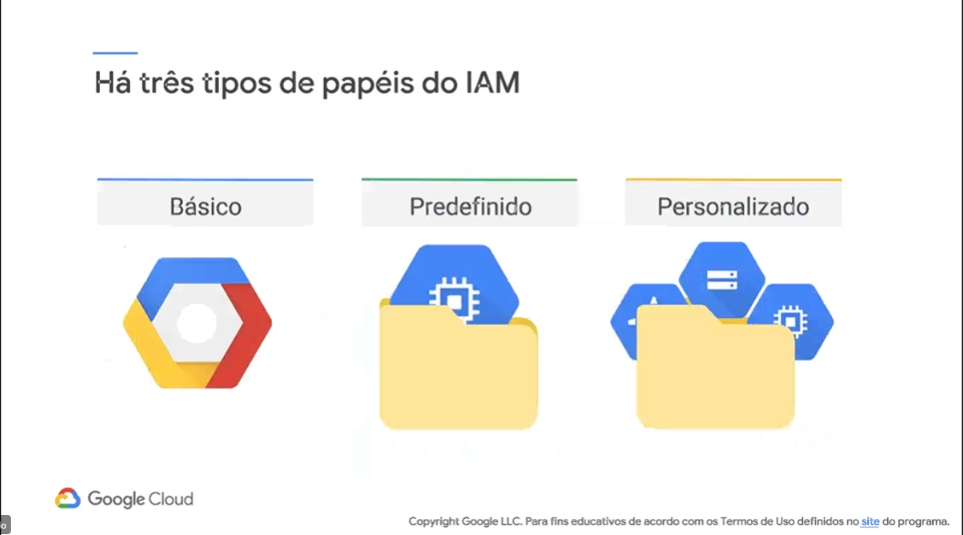 Há três tipos de papéis do IAM
Básico
Predefinido
Personalizado
Google Cloud
Copyright Google LLC. Para fins educativos de acordo com os Termos de Uso definidos no site do programa.